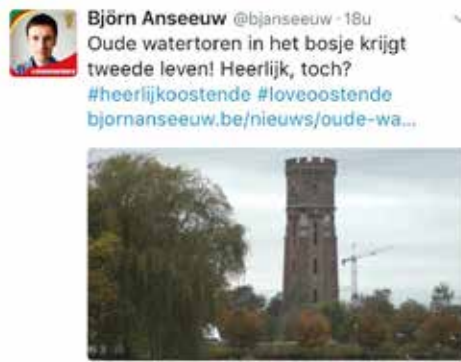 Björn Anseeuw @bjanseeuw · 18u
Oude watertoren in het bosje krijgt
tweede leven! Heerlijk, toch?
#heerlijkoostende #loveoostende
bjornanseeuw.be/nieuws/oude-wa...